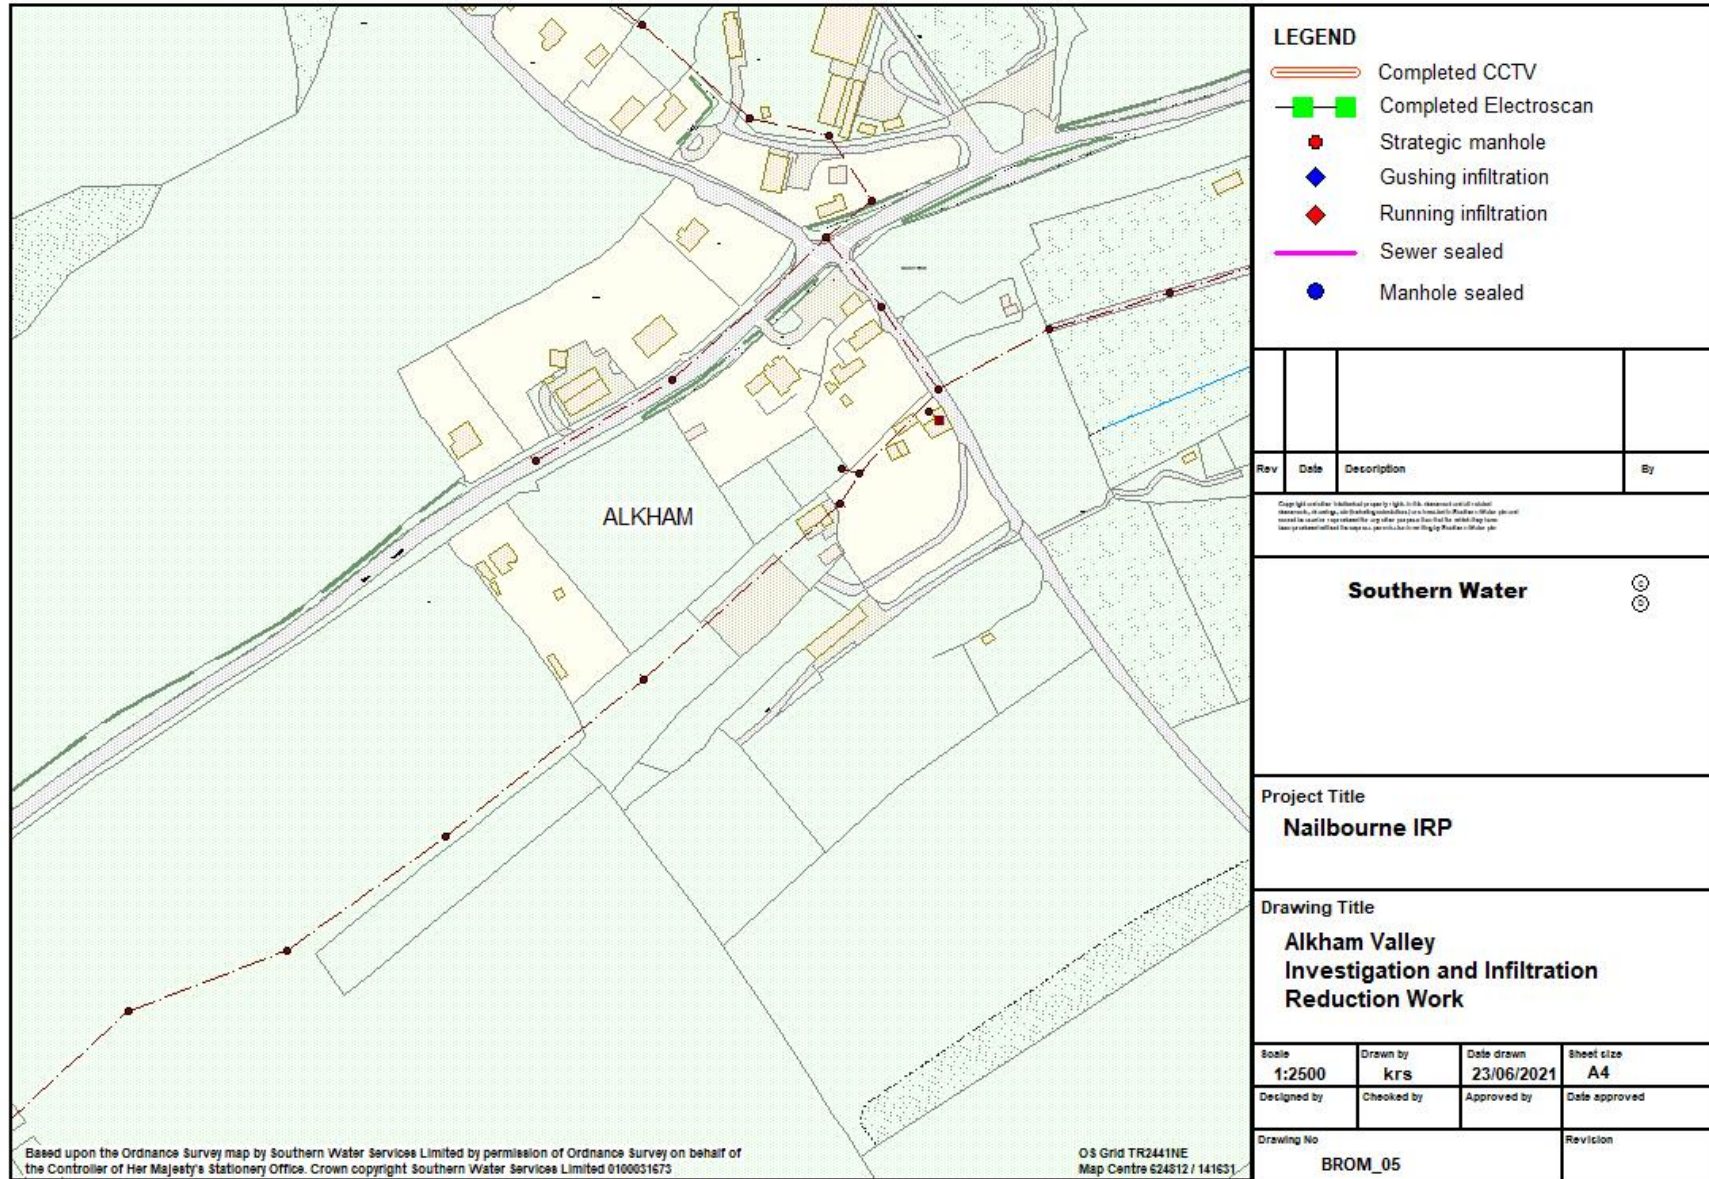 ALKHAM
Based upon the Ordnance Survey map by Southern Water Services Limited by permission of Ordnance Survey on behalf of
the Controller of Her Majesty's Stationery Office. Crown copyright Southern Water Services Limited 0100031673
OS Grid TR2441NE
Map Centre 624812 / 141631
LEGEND
Completed CCTV
Completed Electroscan
Strategic manhole
Gushing infiltration
Running infiltration
Sewer sealed
Manhole sealed
Rev Date Description By
Southern Water
Project Title
Nailbourne IRP
Drawing Title
Alkham Valley
Investigation and Infiltration
Reduction Work
Scale Drawn by Date drawn Sheet size
1:2500 krs 23/06/2021 A4
Designed by Checked by Approved by Date approved
Drawing No Revision
BROM_05